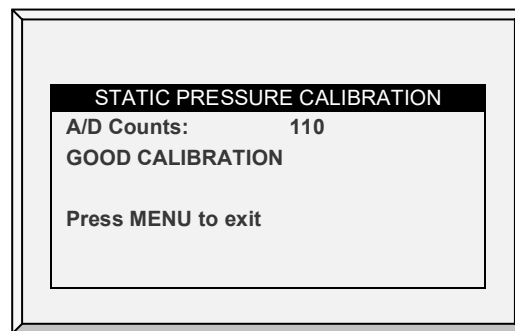 STATIC PRESSURE CALIBRATION
A/D Counts: 110
GOOD CALIBRATION
Press MENU to exit